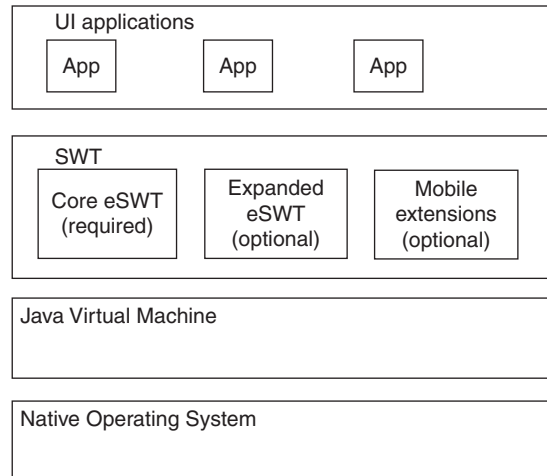 UI applications
App
App
App
SWT
Core eSWT
(required)
Expanded
eSWT
(optional)
Mobile
extensions
(optional)
Java Virtual Machine
Native Operating System